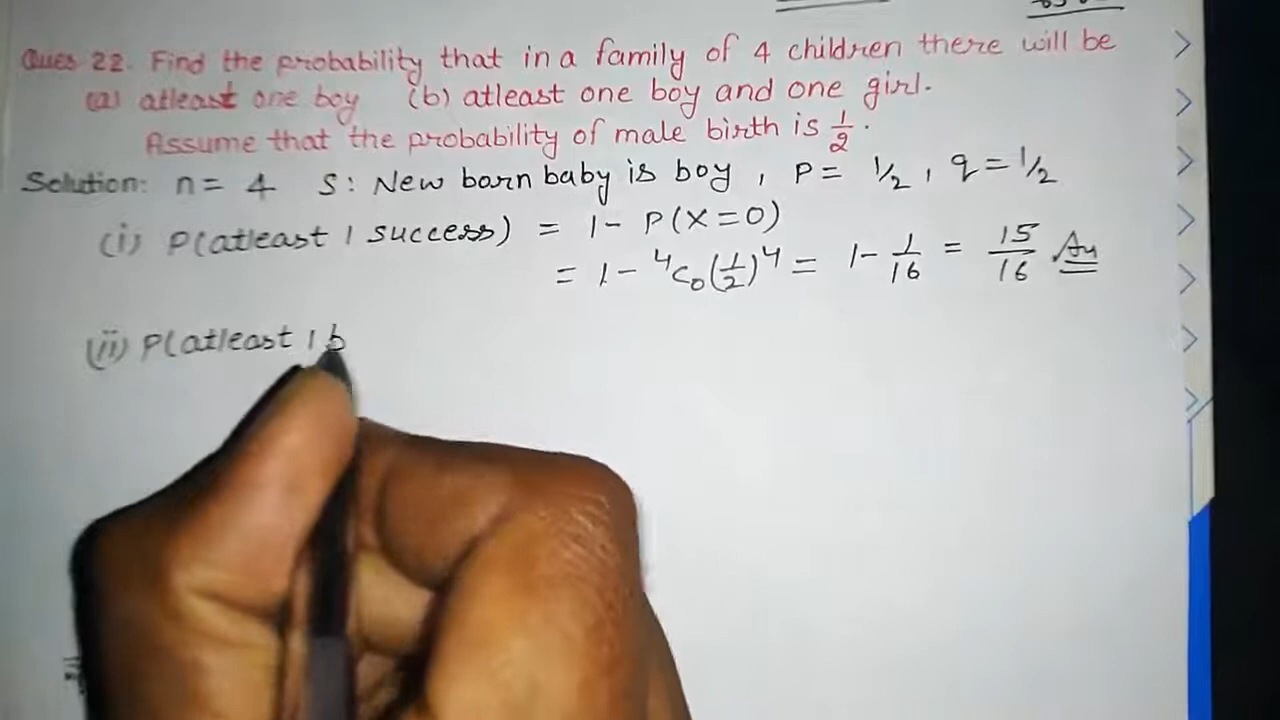 Ques 22. Find the probability that in a family of 4 children there will be
(a) atleast one boy (b) atleast one boy and one girl.
Assume that the probability of male birth is 1/2.
Solution: n = 4 S: New born baby is boy, P = 1/2, q = 1/2
(i) P(atleast 1 success) = 1 - P(X=0)
= 1 - ⁴C₀(1/2)⁴ = 1 - 1/16 = 15/16 Ans
(ii) P(atleast 1 b